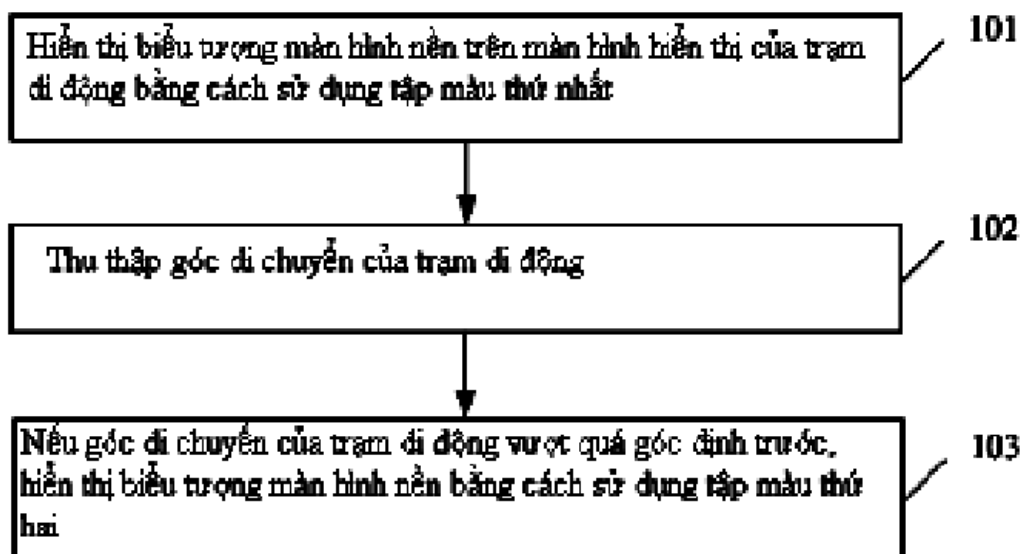 Hiển thị biểu tượng màn hình nền trên màn hình hiển thị của trạm
di động bằng cách sử dụng tập màu thứ nhất
101
Thu thập góc di chuyển của trạm di động
102
Nếu góc di chuyển của trạm di động vượt quá góc định trước,
hiển thị biểu tượng màn hình nền bằng cách sử dụng tập màu thứ
hai
103